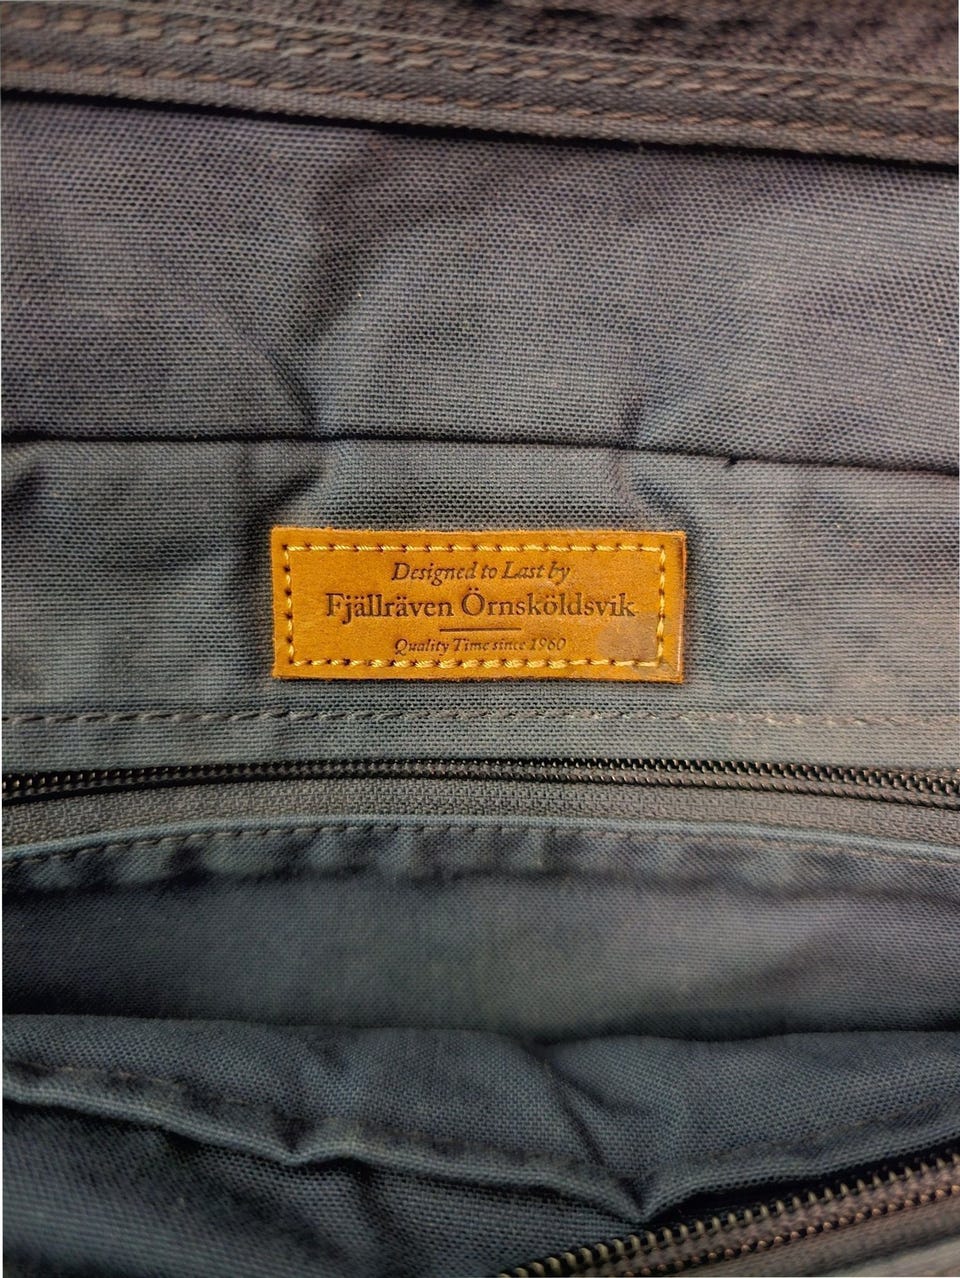 Designed to Last by
Fjällräven Örnsköldsvik
Quality Time since 1960